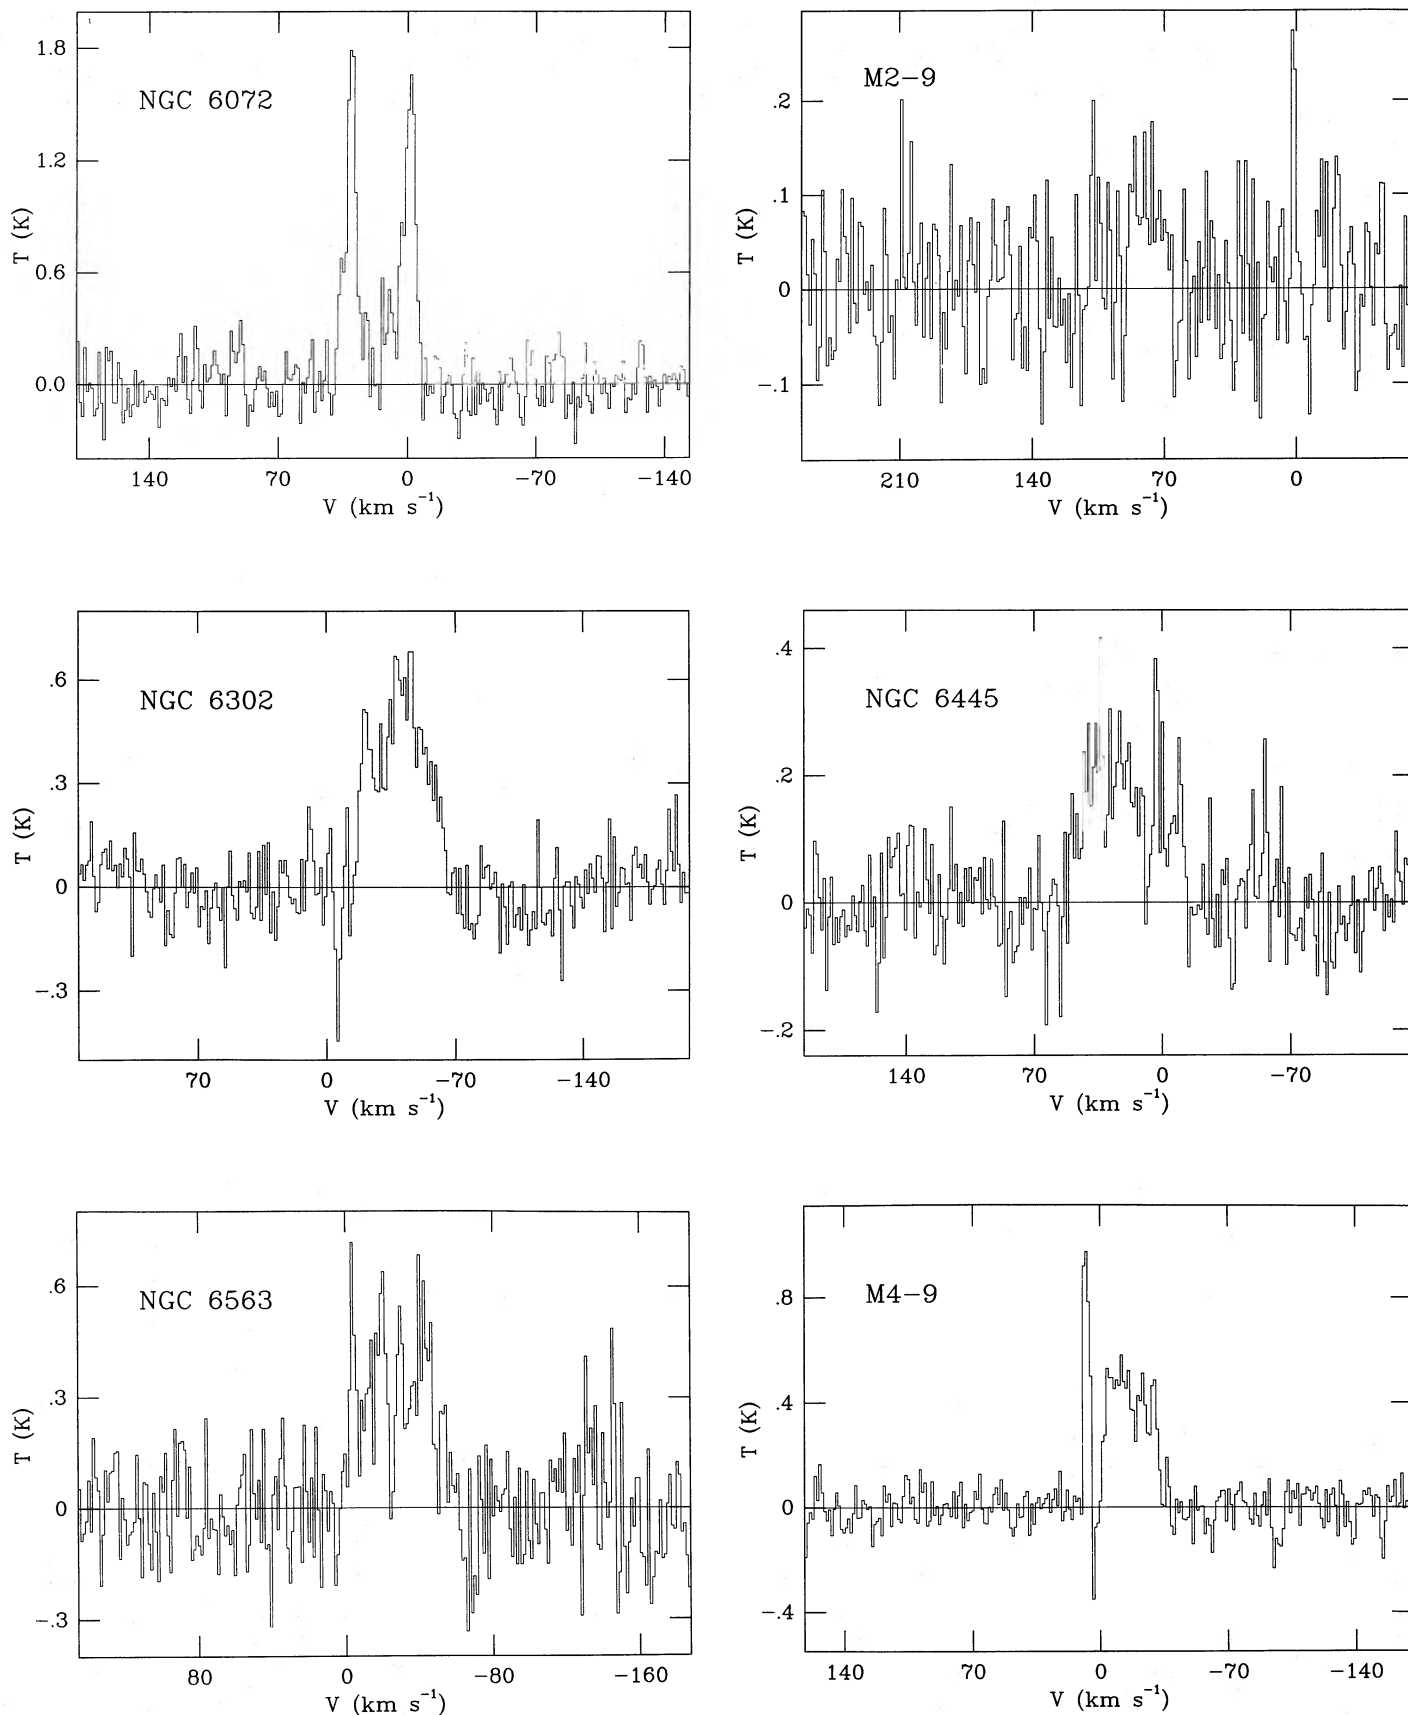 NGC 6072
1.8
1.2
0.6
0.0
T (K)
140 70 0 -70 -140
V (km s⁻¹)
M2-9
.2
.1
0
-.1
T (K)
210 140 70 0
V (km s⁻¹)
NGC 6302
.6
.3
0
-.3
T (K)
70 0 -70 -140
V (km s⁻¹)
NGC 6445
.4
.2
0
-.2
T (K)
140 70 0 -70
V (km s⁻¹)
NGC 6563
.6
.3
0
-.3
T (K)
80 0 -80 -160
V (km s⁻¹)
M4-9
.8
.4
0
-.4
T (K)
140 70 0 -70 -140
V (km s⁻¹)